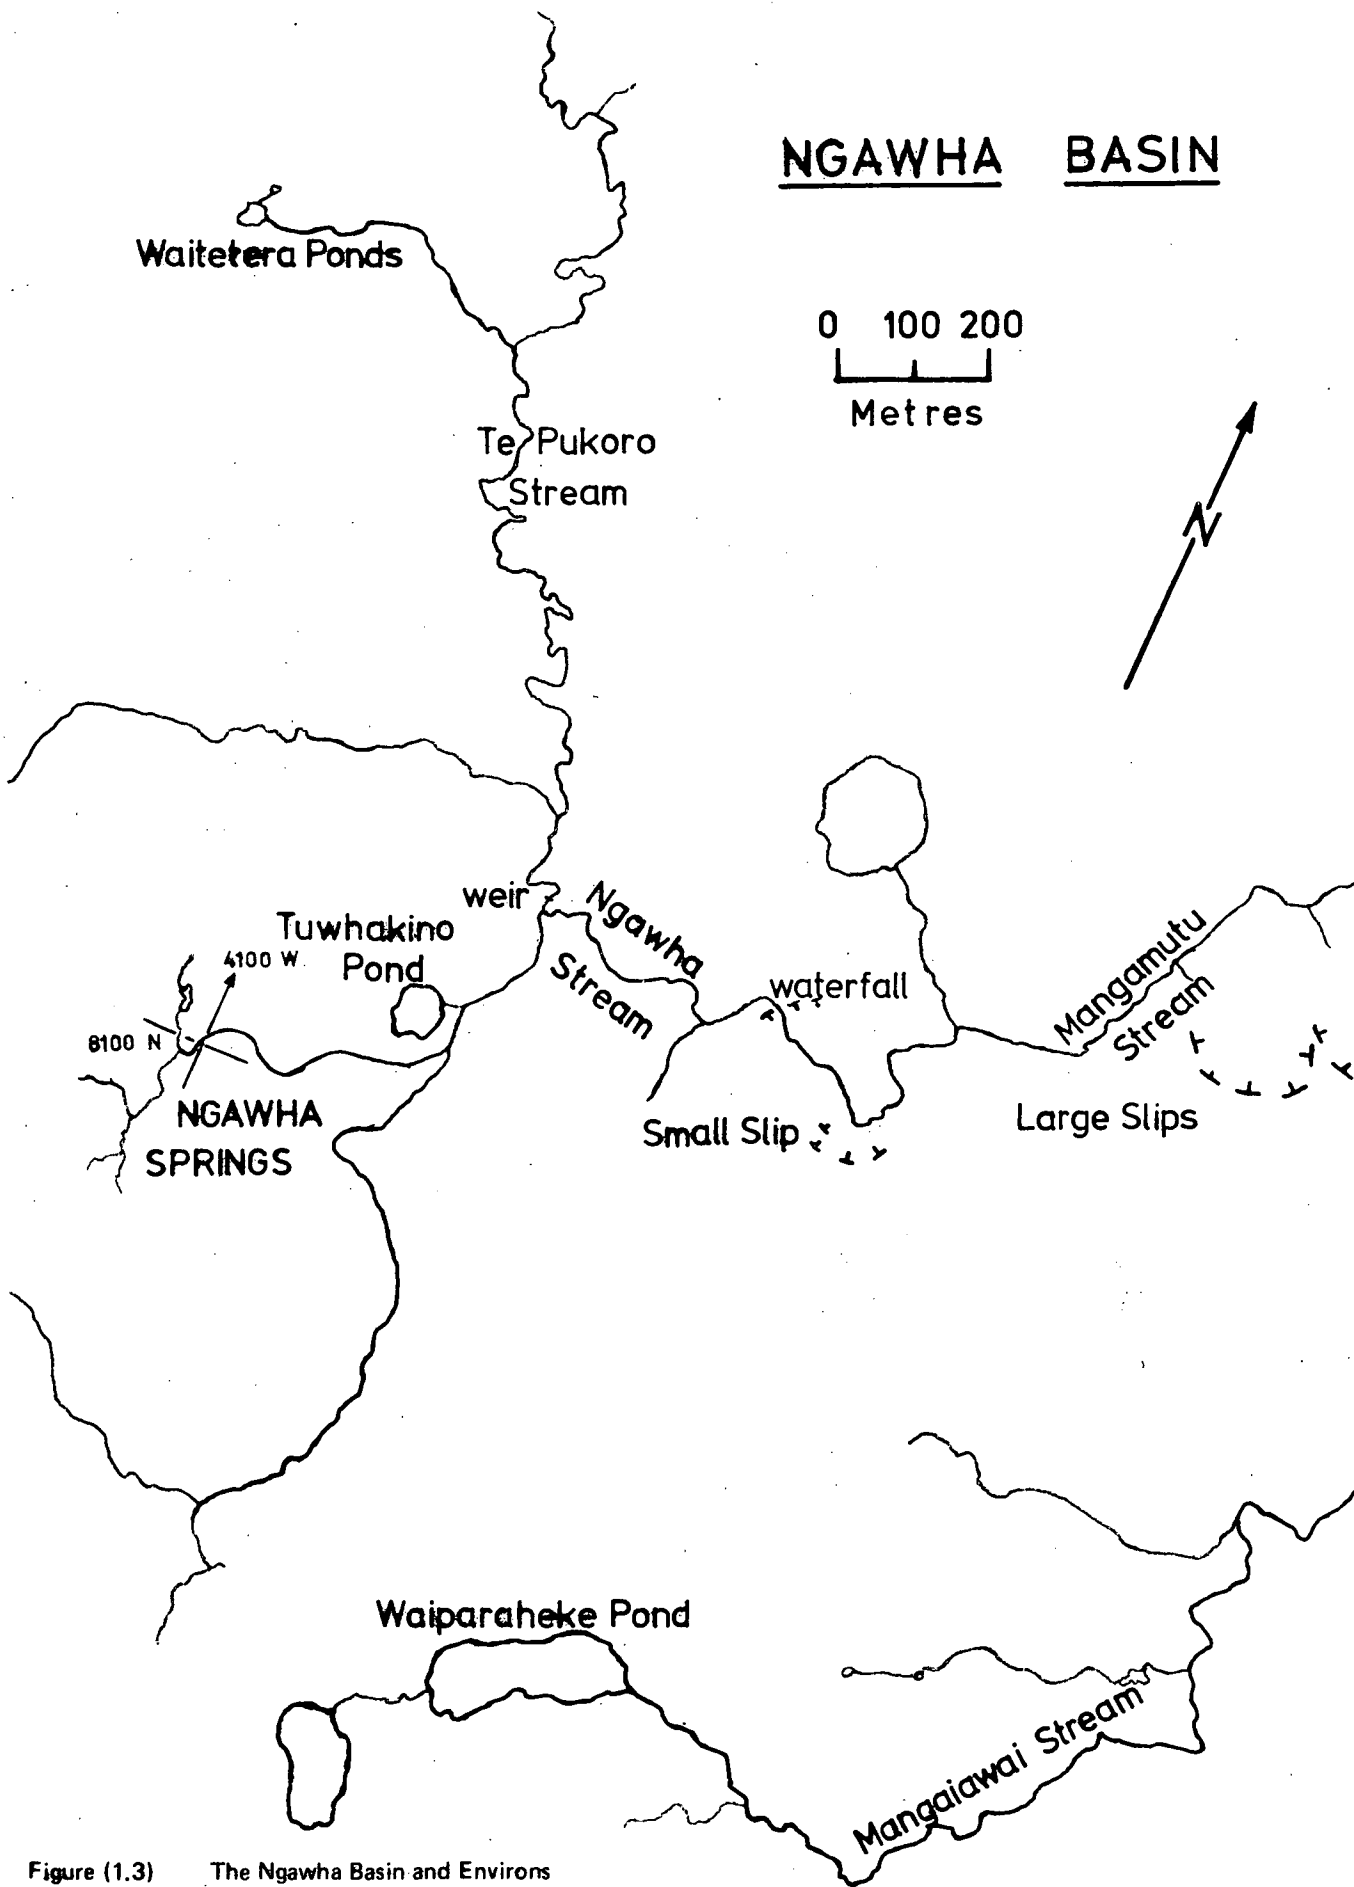 NGAWHA BASIN
Waitetera Ponds
0 100 200
Metres
Te Pukoro
Stream
N
weir
Ngawha
Stream
Tuwhakino
Pond
4100 W
8100 N
NGAWHA
SPRINGS
waterfall
Mangamutu
Stream
Small Slip
Large Slips
Waiparaheke Pond
Mangaiawai Stream
Figure (1.3) The Ngawha Basin and Environs